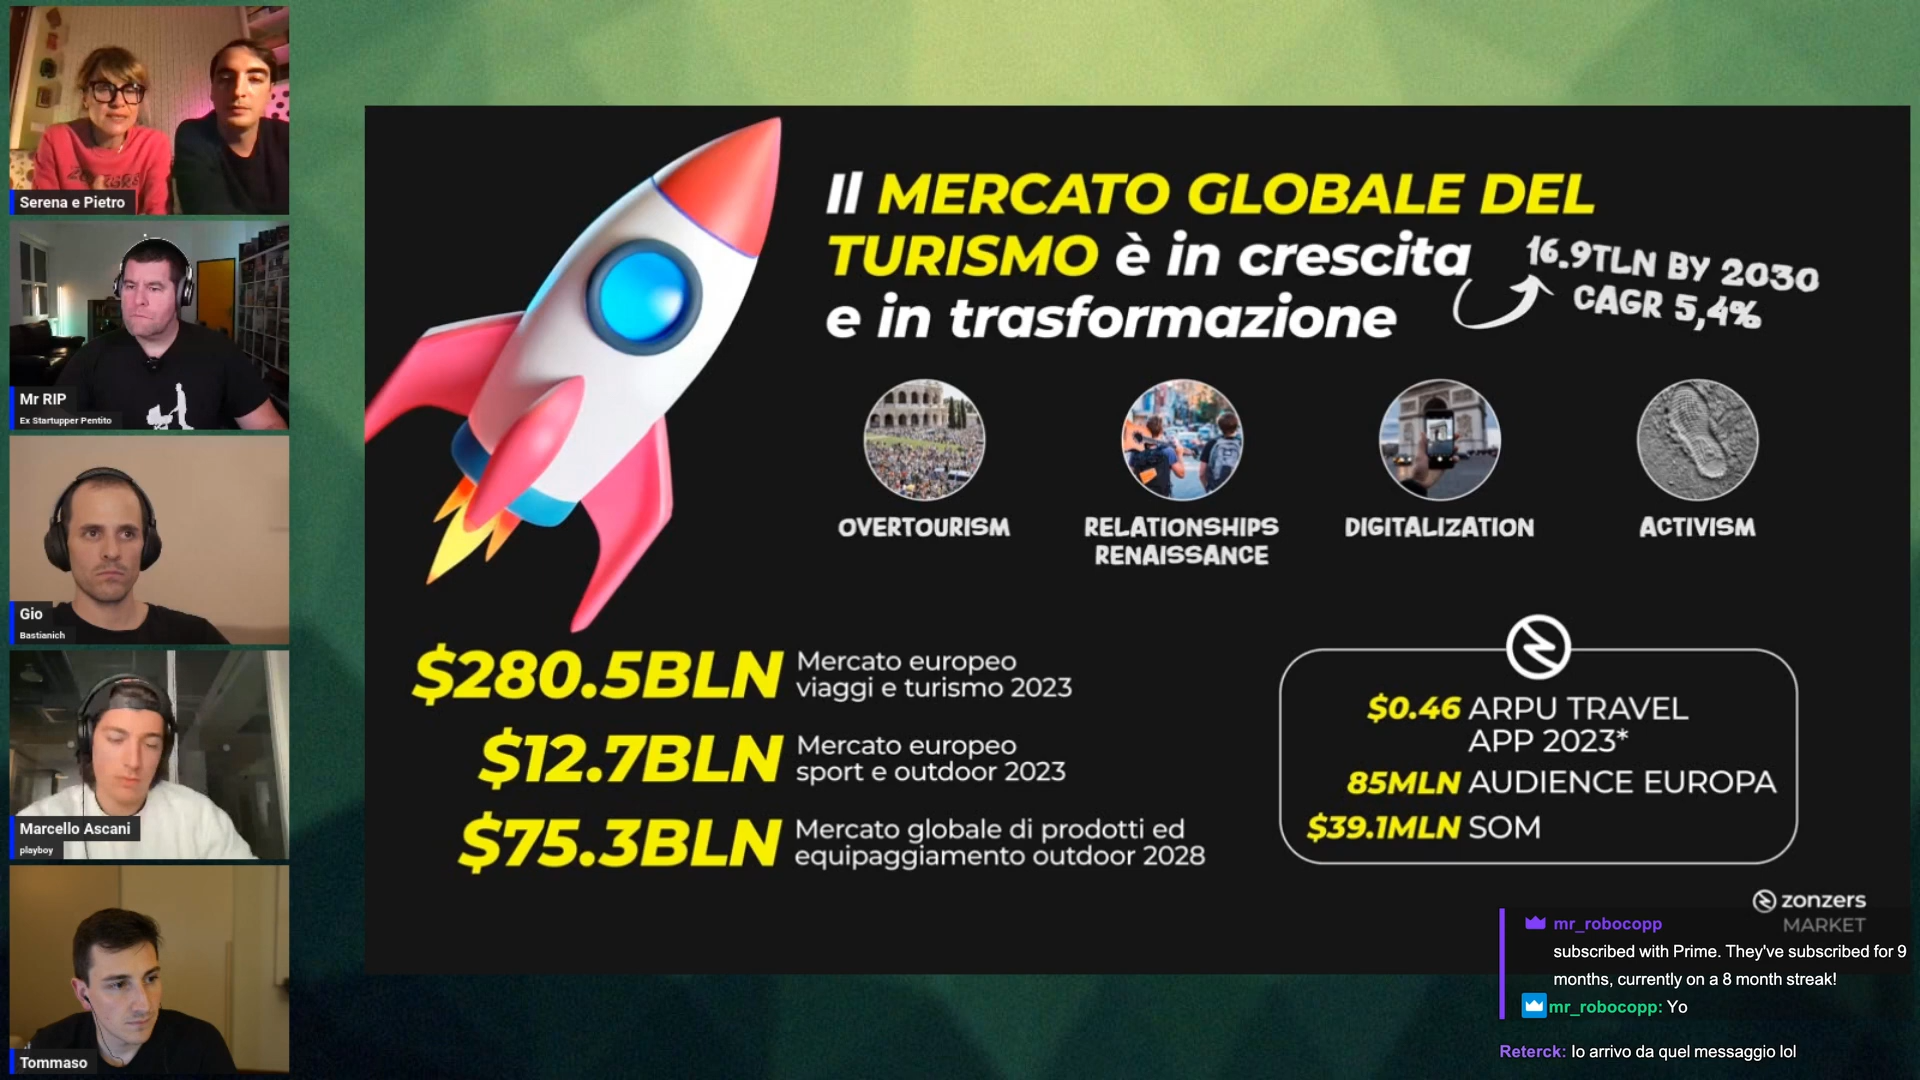 Serena e Pietro
Mr RIP
Ex Startupper Pentito
Gio
Bastianich
Marcello Ascani
playboy
Tommaso
Il MERCATO GLOBALE DEL
TURISMO è in crescita
e in trasformazione
16.9TLN BY 2030
CAGR 5,4%
OVERTOURISM
RELATIONSHIPS
RENAISSANCE
DIGITALIZATION
ACTIVISM
$280.5BLN Mercato europeo
viaggi e turismo 2023
$12.7BLN Mercato europeo
sport e outdoor 2023
$75.3BLN Mercato globale di prodotti ed
equipaggiamento outdoor 2028
$0.46 ARPU TRAVEL
APP 2023*
85MLN AUDIENCE EUROPA
$39.1MLN SOM
zonzers
MARKET
mr_robocopp
subscribed with Prime. They've subscribed for 9
months, currently on a 8 month streak!
mr_robocopp: Yo
Reterck: Io arrivo da quel messaggio lol